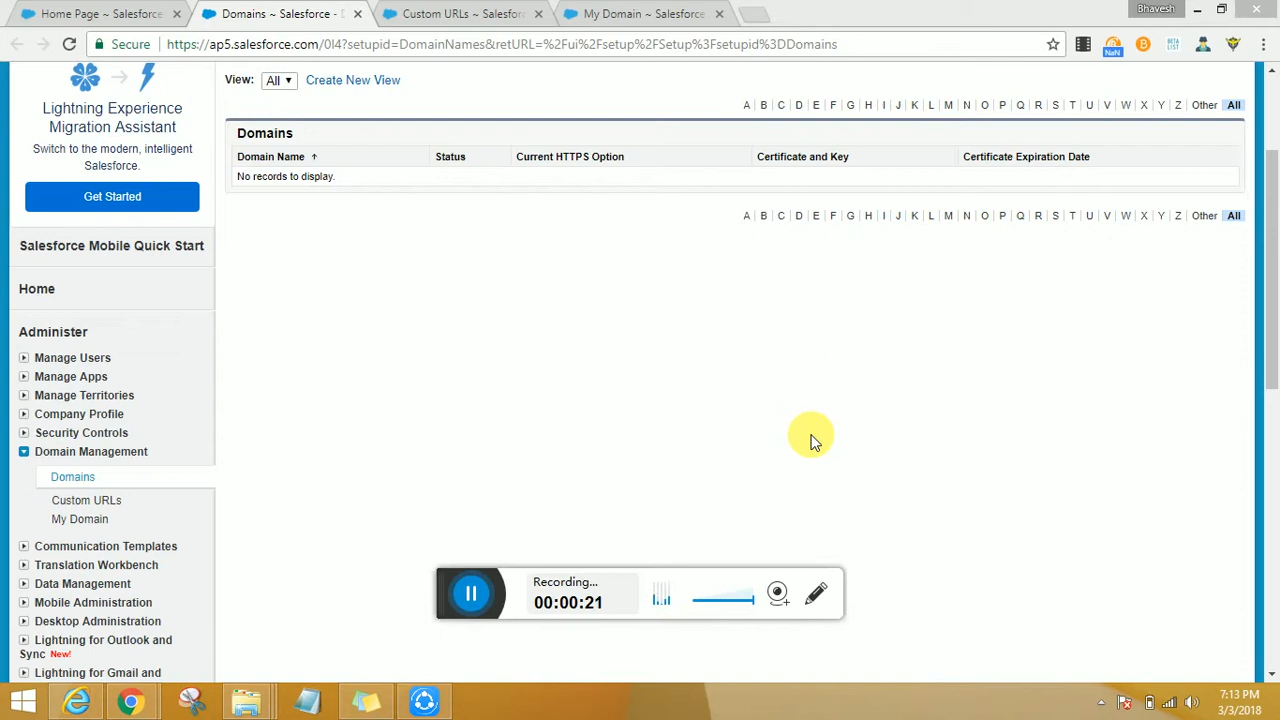 Home Page ~ Salesforce
Domains ~ Salesforce - D
Custom URLs ~ Salesforc
My Domain ~ Salesforce
Bhavesh
Secure
https://ap5.salesforce.com/0I4?setupid=DomainNames&retURL=%2Fui%2Fsetup%2FSetup%3Fsetupid%3DDomains
NaN
BETA
LIST
Lightning Experience
Migration Assistant
Switch to the modern, intelligent
Salesforce.
Get Started
Salesforce Mobile Quick Start
Home
Administer
Manage Users
Manage Apps
Manage Territories
Company Profile
Security Controls
Domain Management
Domains
Custom URLs
My Domain
Communication Templates
Translation Workbench
Data Management
Mobile Administration
Desktop Administration
Lightning for Outlook and
Sync New!
Lightning for Gmail and
View: All Create New View
A B C D E F G H I J K L M N O P Q R S T U V W X Y Z Other All
Domains
Domain Name Status Current HTTPS Option Certificate and Key Certificate Expiration Date
No records to display.
A B C D E F G H I J K L M N O P Q R S T U V W X Y Z Other All
Recording...
00:00:21
7:13 PM
3/3/2018